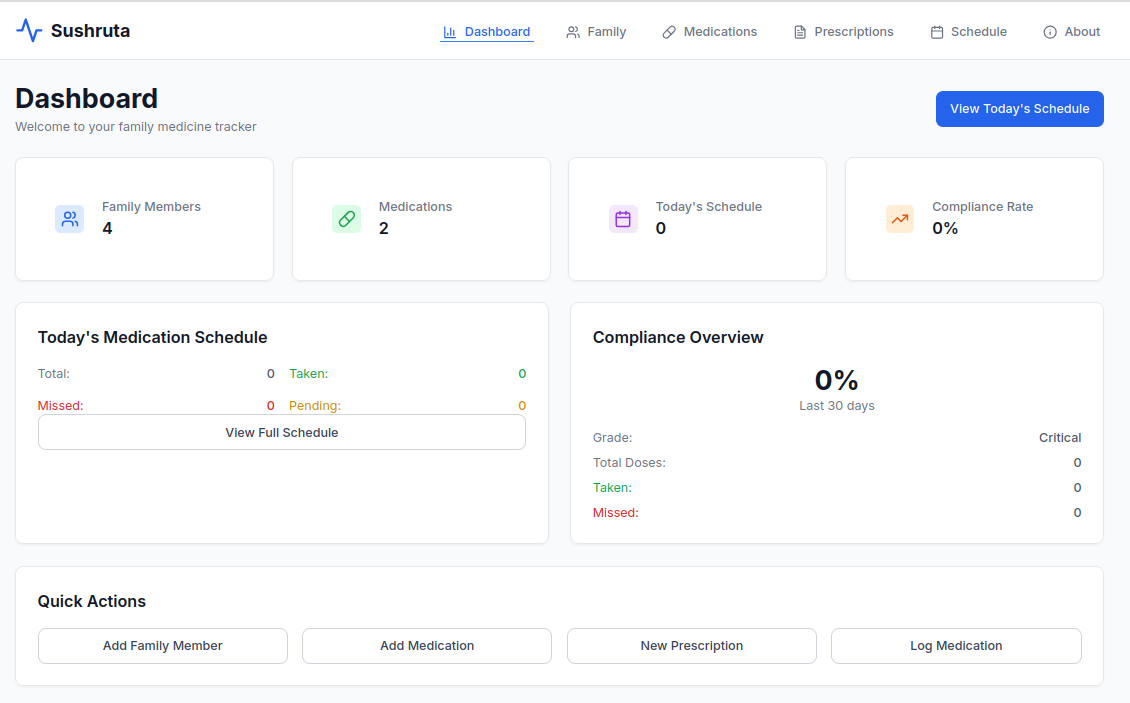 Sushruta
Dashboard Family Medications Prescriptions Schedule About
Dashboard
Welcome to your family medicine tracker
View Today's Schedule
Family Members
4
Medications
2
Today's Schedule
0
Compliance Rate
0%
Today's Medication Schedule
Total: 0 Taken: 0
Missed: 0 Pending: 0
View Full Schedule
Compliance Overview
0%
Last 30 days
Grade: Critical
Total Doses: 0
Taken: 0
Missed: 0
Quick Actions
Add Family Member
Add Medication
New Prescription
Log Medication